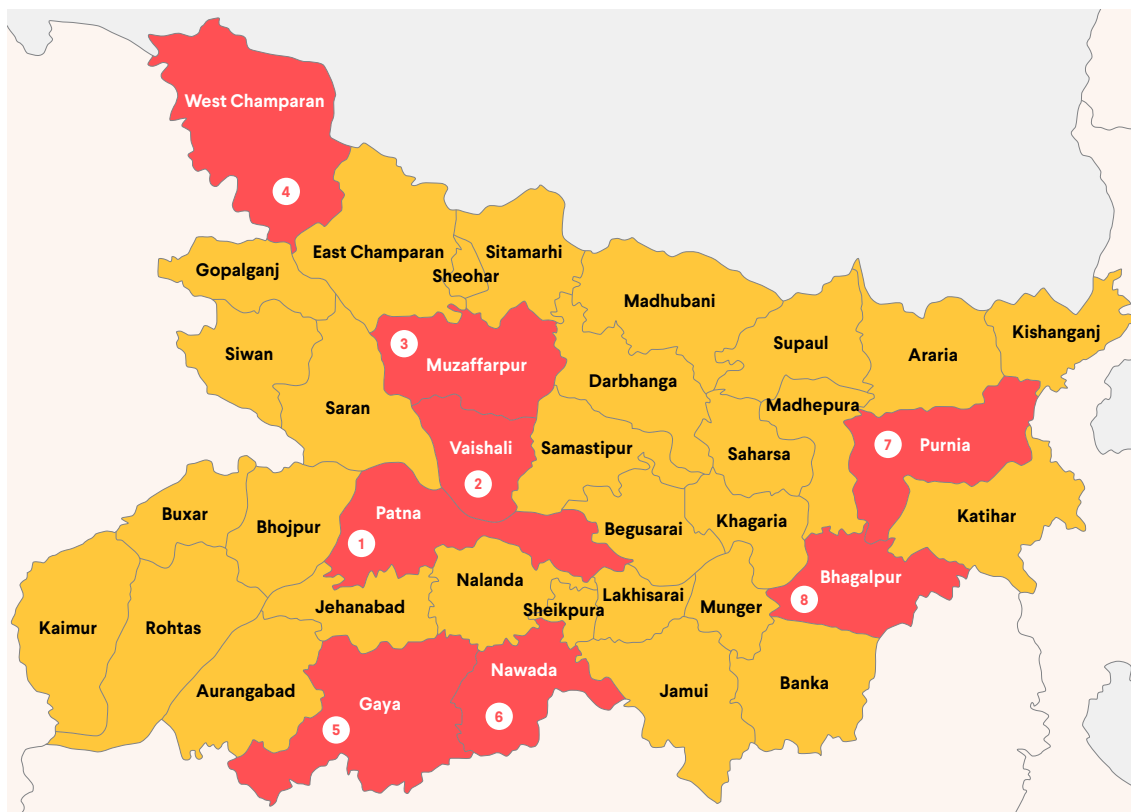 West Champaran
4
East Champaran
Sitamarhi
Sheohar
Gopalganj
Madhubani
3
Muzaffarpur
Siwan
Supaul
Araria
Kishanganj
Darbhanga
Saran
Madhepura
Vaishali
2
Samastipur
Saharsa
7
Purnia
Buxar
Bhojpur
Patna
1
Begusarai
Khagaria
Katihar
Nalanda
Bhagalpur
8
Kaimur
Rohtas
Jehanabad
Sheikpura
Lakhisarai
Munger
Aurangabad
Gaya
5
Nawada
6
Jamui
Banka